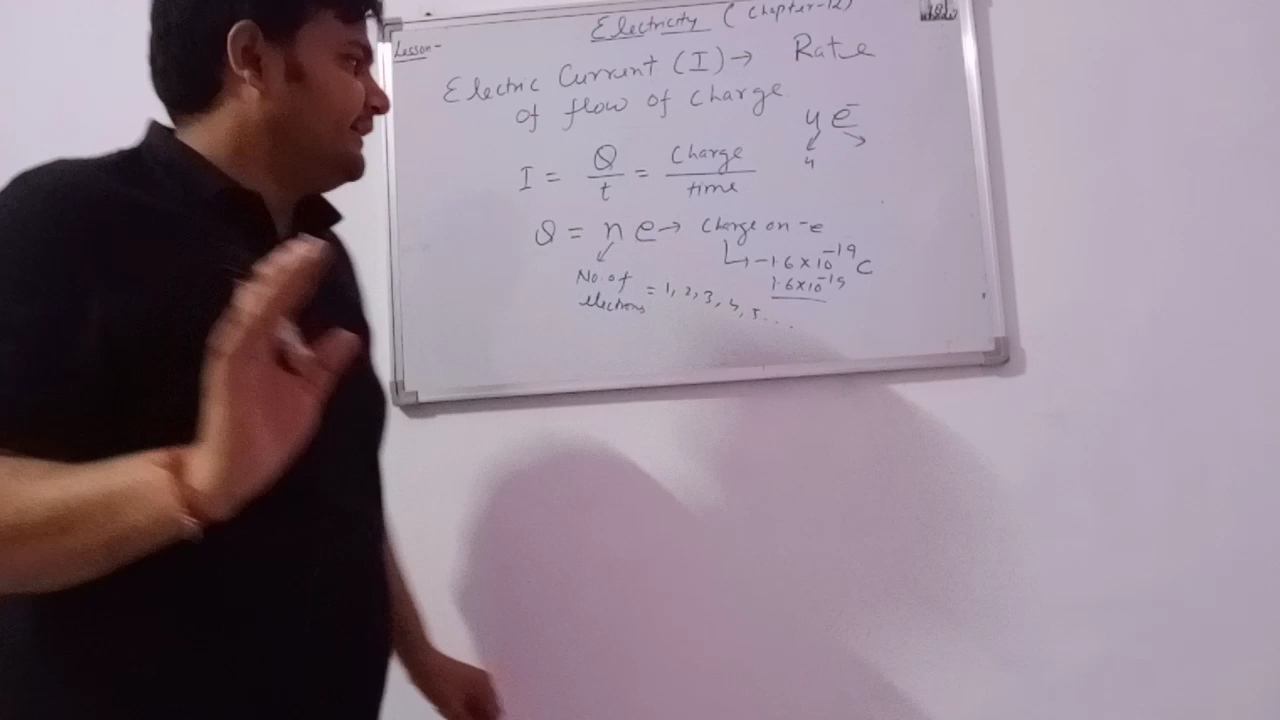 Electricity (Chapter-12)
Lesson-
Electric Current (I) → Rate
of flow of charge
4 e⁻
4
I = Q/t = Charge/time
Q = n e → Charge on -e
→ -1.6×10⁻¹⁹ C
1.6×10⁻¹⁹
No. of
electrons = 1, 2, 3, 4, 5...